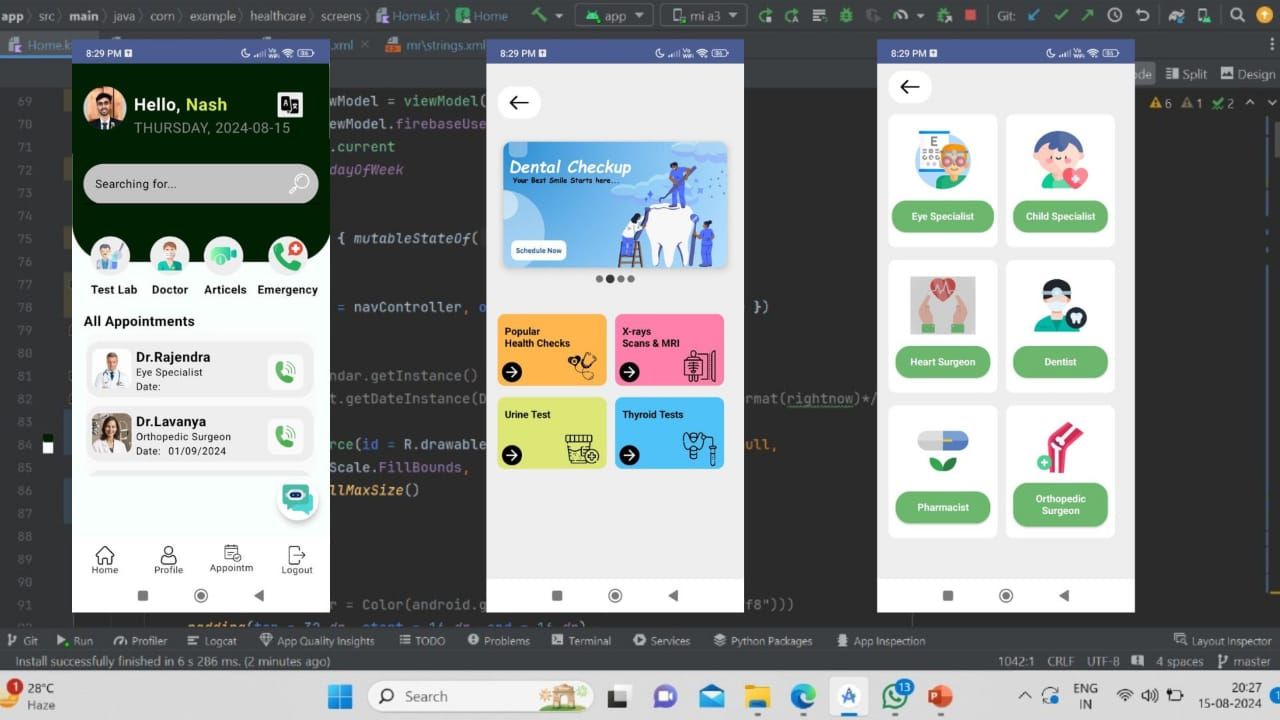 app > src > main > java > com > example > healthcare > screens > Home.kt > Home
app
mi a3
Git:
Home.k
.xml
mr\strings.xml
Split
Design
6 1 2
69
70
71
72
73
74
75
76
77
78
79
80
81
82
83
84
85
86
87
88
89
90
91
wModel = viewModel(
wModel.firebaseUse
.current
dayOfWeek
{ mutableStateOf(
= navController, o
})
ndar.getInstance()
t.getDateInstance(D
ormat(rightnow)*/
rce(id = R.drawable
ull,
Scale.FillBounds,
llMaxSize()
r = Color(android.g
f8")))
8:29 PM
Hello, Nash
THURSDAY, 2024-08-15
Searching for...
Test Lab
Doctor
Articels
Emergency
All Appointments
Dr.Rajendra
Eye Specialist
Date:
Dr.Lavanya
Orthopedic Surgeon
Date: 01/09/2024
Home
Profile
Appointm
Logout
8:29 PM
Dental Checkup
Your Best Smile Starts here...
Schedule Now
Popular
Health Checks
X-rays
Scans & MRI
Urine Test
Thyroid Tests
8:29 PM
Eye Specialist
Child Specialist
Heart Surgeon
Dentist
Pharmacist
Orthopedic
Surgeon
Git
Run
Profiler
Logcat
App Quality Insights
TODO
Problems
Terminal
Services
Python Packages
App Inspection
Layout Inspector
Install successfully finished in 6 s 286 ms. (2 minutes ago)
1042:1 CRLF UTF-8 4 spaces master
1
28°C
Haze
Search
13
ENG
IN
20:27
15-08-2024